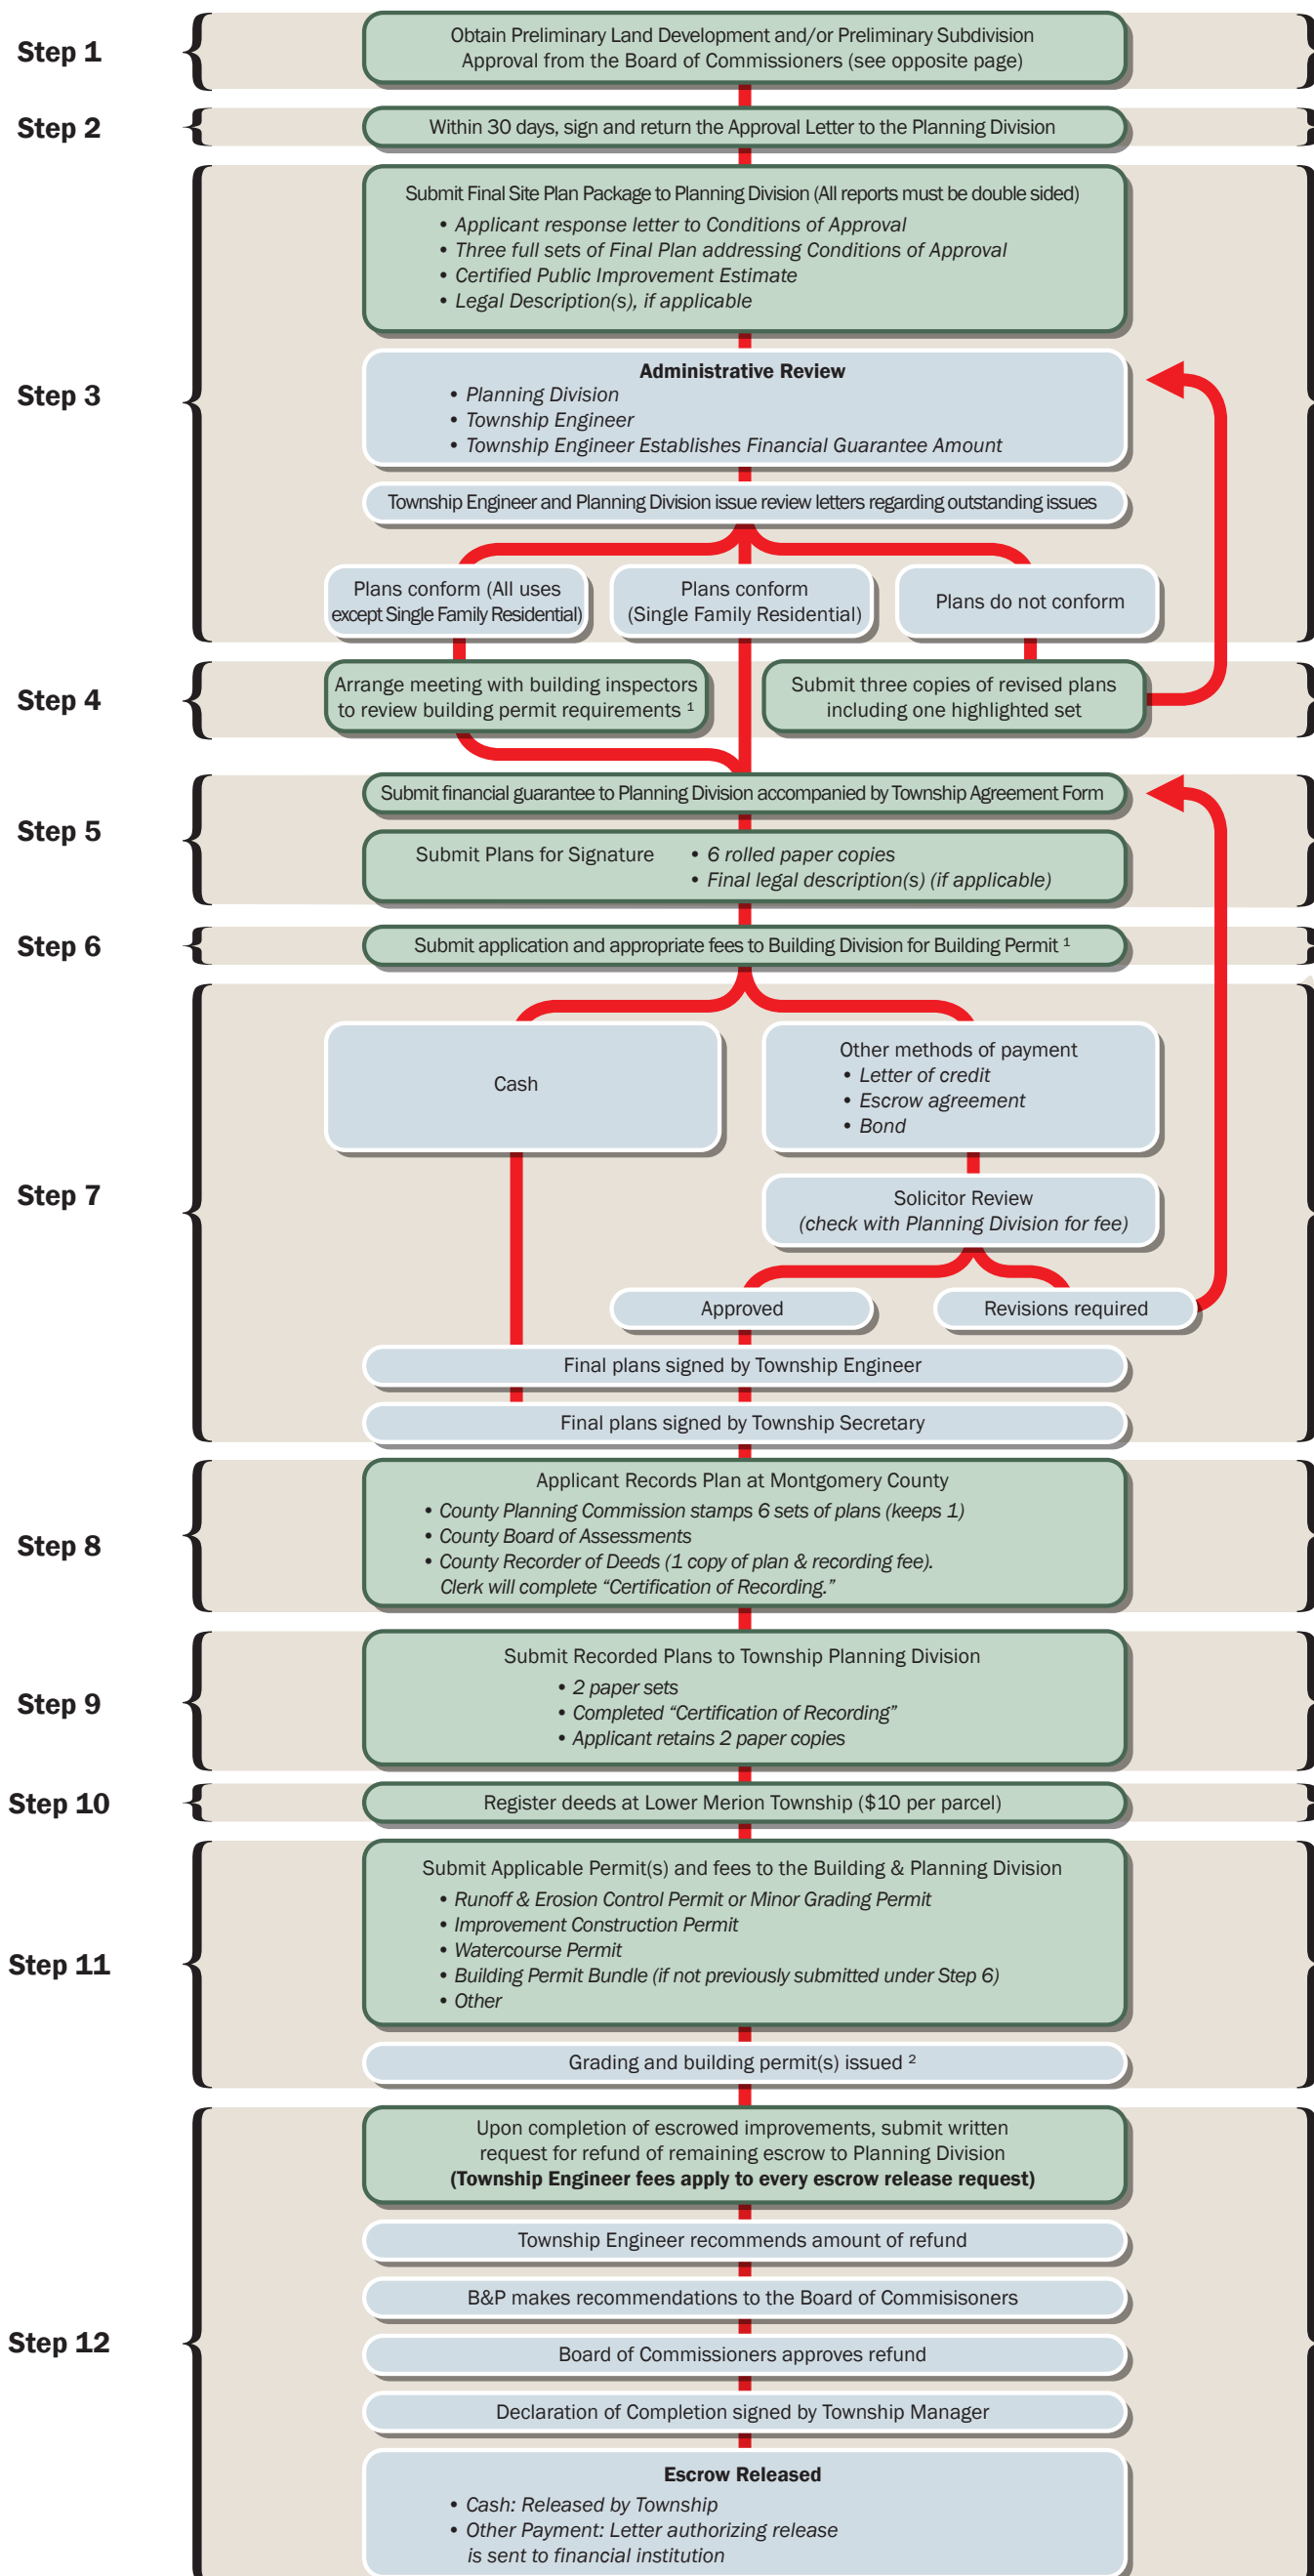 Step 1
Obtain Preliminary Land Development and/or Preliminary Subdivision
Approval from the Board of Commissioners (see opposite page)
Step 2
Within 30 days, sign and return the Approval Letter to the Planning Division
Step 3
Submit Final Site Plan Package to Planning Division (All reports must be double sided)
• Applicant response letter to Conditions of Approval
• Three full sets of Final Plan addressing Conditions of Approval
• Certified Public Improvement Estimate
• Legal Description(s), if applicable
Administrative Review
• Planning Division
• Township Engineer
• Township Engineer Establishes Financial Guarantee Amount
Township Engineer and Planning Division issue review letters regarding outstanding issues
Plans conform (All uses
except Single Family Residential)
Plans conform
(Single Family Residential)
Plans do not conform
Step 4
Arrange meeting with building inspectors
to review building permit requirements ¹
Submit three copies of revised plans
including one highlighted set
Step 5
Submit financial guarantee to Planning Division accompanied by Township Agreement Form
Submit Plans for Signature • 6 rolled paper copies
• Final legal description(s) (if applicable)
Step 6
Submit application and appropriate fees to Building Division for Building Permit ¹
Step 7
Cash
Other methods of payment
• Letter of credit
• Escrow agreement
• Bond
Solicitor Review
(check with Planning Division for fee)
Approved
Revisions required
Final plans signed by Township Engineer
Final plans signed by Township Secretary
Step 8
Applicant Records Plan at Montgomery County
• County Planning Commission stamps 6 sets of plans (keeps 1)
• County Board of Assessments
• County Recorder of Deeds (1 copy of plan & recording fee).
Clerk will complete “Certification of Recording.”
Step 9
Submit Recorded Plans to Township Planning Division
• 2 paper sets
• Completed “Certification of Recording”
• Applicant retains 2 paper copies
Step 10
Register deeds at Lower Merion Township ($10 per parcel)
Step 11
Submit Applicable Permit(s) and fees to the Building & Planning Division
• Runoff & Erosion Control Permit or Minor Grading Permit
• Improvement Construction Permit
• Watercourse Permit
• Building Permit Bundle (if not previously submitted under Step 6)
• Other
Grading and building permit(s) issued ²
Step 12
Upon completion of escrowed improvements, submit written
request for refund of remaining escrow to Planning Division
(Township Engineer fees apply to every escrow release request)
Township Engineer recommends amount of refund
B&P makes recommendations to the Board of Commisisoners
Board of Commissioners approves refund
Declaration of Completion signed by Township Manager
Escrow Released
• Cash: Released by Township
• Other Payment: Letter authorizing release
is sent to financial institution